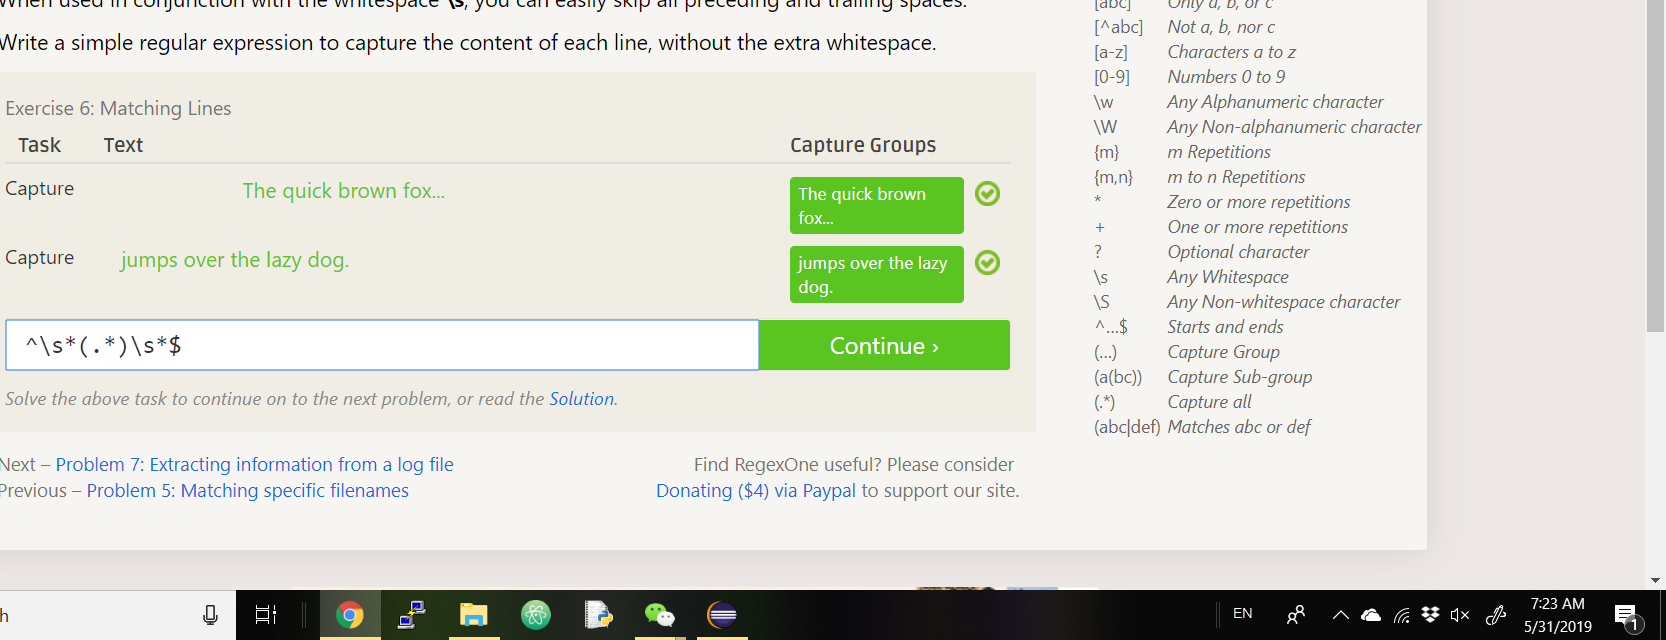 When used in conjunction with the whitespace \s, you can easily skip all preceding and trailing spaces.
Write a simple regular expression to capture the content of each line, without the extra whitespace.
Exercise 6: Matching Lines
Task Text Capture Groups
Capture The quick brown fox... The quick brown
fox...
Capture jumps over the lazy dog. jumps over the lazy
dog.
^\s*(.*)\s*$ Continue ›
Solve the above task to continue on to the next problem, or read the Solution.
Next – Problem 7: Extracting information from a log file
Previous – Problem 5: Matching specific filenames
Find RegexOne useful? Please consider
Donating ($4) via Paypal to support our site.
[abc] Only a, b, or c
[^abc] Not a, b, nor c
[a-z] Characters a to z
[0-9] Numbers 0 to 9
\w Any Alphanumeric character
\W Any Non-alphanumeric character
{m} m Repetitions
{m,n} m to n Repetitions
* Zero or more repetitions
+ One or more repetitions
? Optional character
\s Any Whitespace
\S Any Non-whitespace character
^...$ Starts and ends
(...) Capture Group
(a(bc)) Capture Sub-group
(.*) Capture all
(abc|def) Matches abc or def
h
EN
7:23 AM
5/31/2019
1